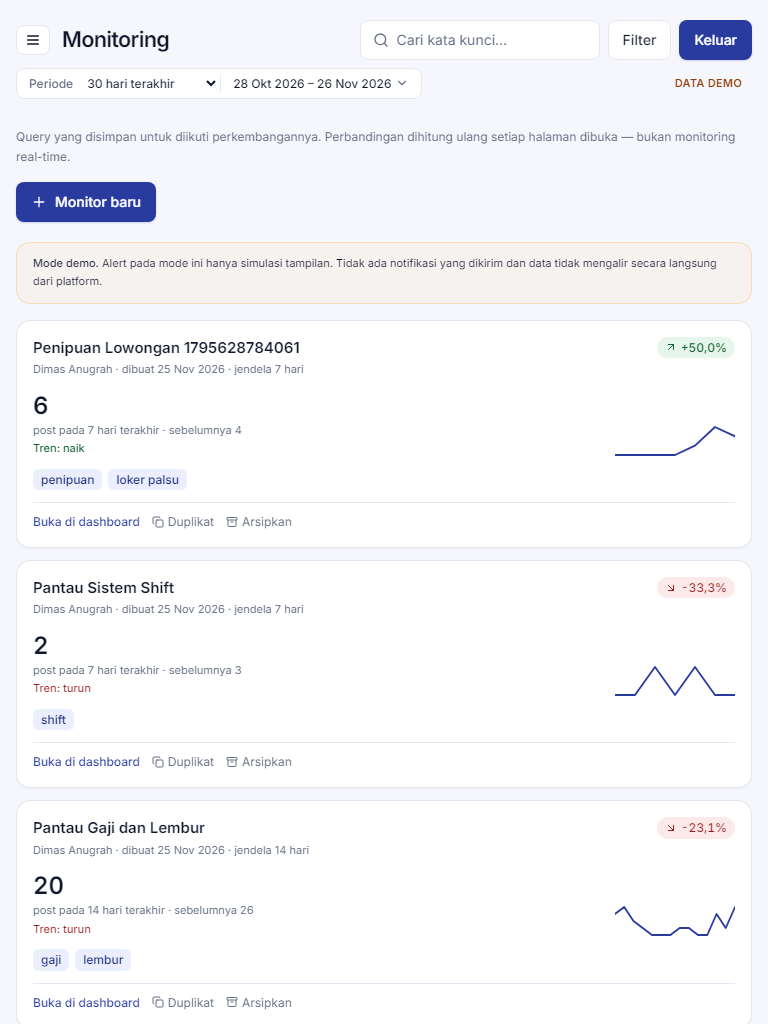 Monitoring
Cari kata kunci...
Filter
Keluar
Periode 30 hari terakhir 28 Okt 2026 – 26 Nov 2026
DATA DEMO
Query yang disimpan untuk diikuti perkembangannya. Perbandingan dihitung ulang setiap halaman dibuka — bukan monitoring
real-time.
+ Monitor baru
Mode demo. Alert pada mode ini hanya simulasi tampilan. Tidak ada notifikasi yang dikirim dan data tidak mengalir secara langsung
dari platform.
Penipuan Lowongan 1795628784061
+50,0%
Dimas Anugrah · dibuat 25 Nov 2026 · jendela 7 hari
6
post pada 7 hari terakhir · sebelumnya 4
Tren: naik
penipuan loker palsu
Buka di dashboard Duplikat Arsipkan
Pantau Sistem Shift
-33,3%
Dimas Anugrah · dibuat 25 Nov 2026 · jendela 7 hari
2
post pada 7 hari terakhir · sebelumnya 3
Tren: turun
shift
Buka di dashboard Duplikat Arsipkan
Pantau Gaji dan Lembur
-23,1%
Dimas Anugrah · dibuat 25 Nov 2026 · jendela 14 hari
20
post pada 14 hari terakhir · sebelumnya 26
Tren: turun
gaji lembur
Buka di dashboard Duplikat Arsipkan